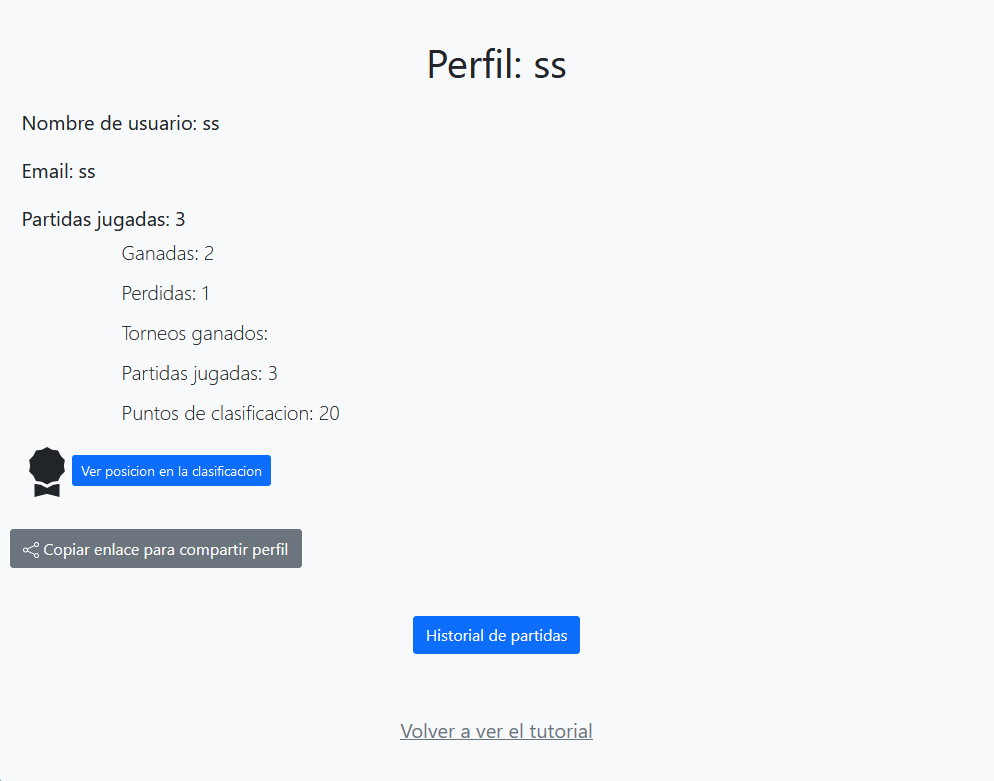 Perfil: ss
Nombre de usuario: ss
Email: ss
Partidas jugadas: 3
Ganadas: 2
Perdidas: 1
Torneos ganados:
Partidas jugadas: 3
Puntos de clasificacion: 20
Ver posicion en la clasificacion
Copiar enlace para compartir perfil
Historial de partidas
Volver a ver el tutorial